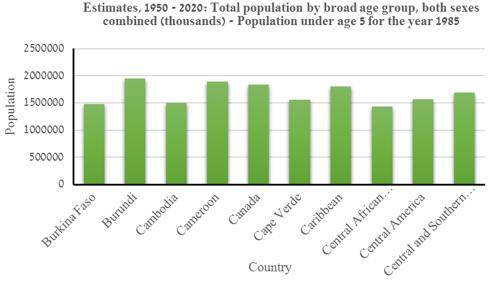 Estimates, 1950 - 2020: Total population by broad age group, both sexes
combined (thousands) - Population under age 5 for the year 1985
Population
2500000
2000000
1500000
1000000
500000
0
Burkina Faso
Burundi
Cambodia
Cameroon
Canada
Cape Verde
Caribbean
Central African...
Central America
Central and Southern...
Country